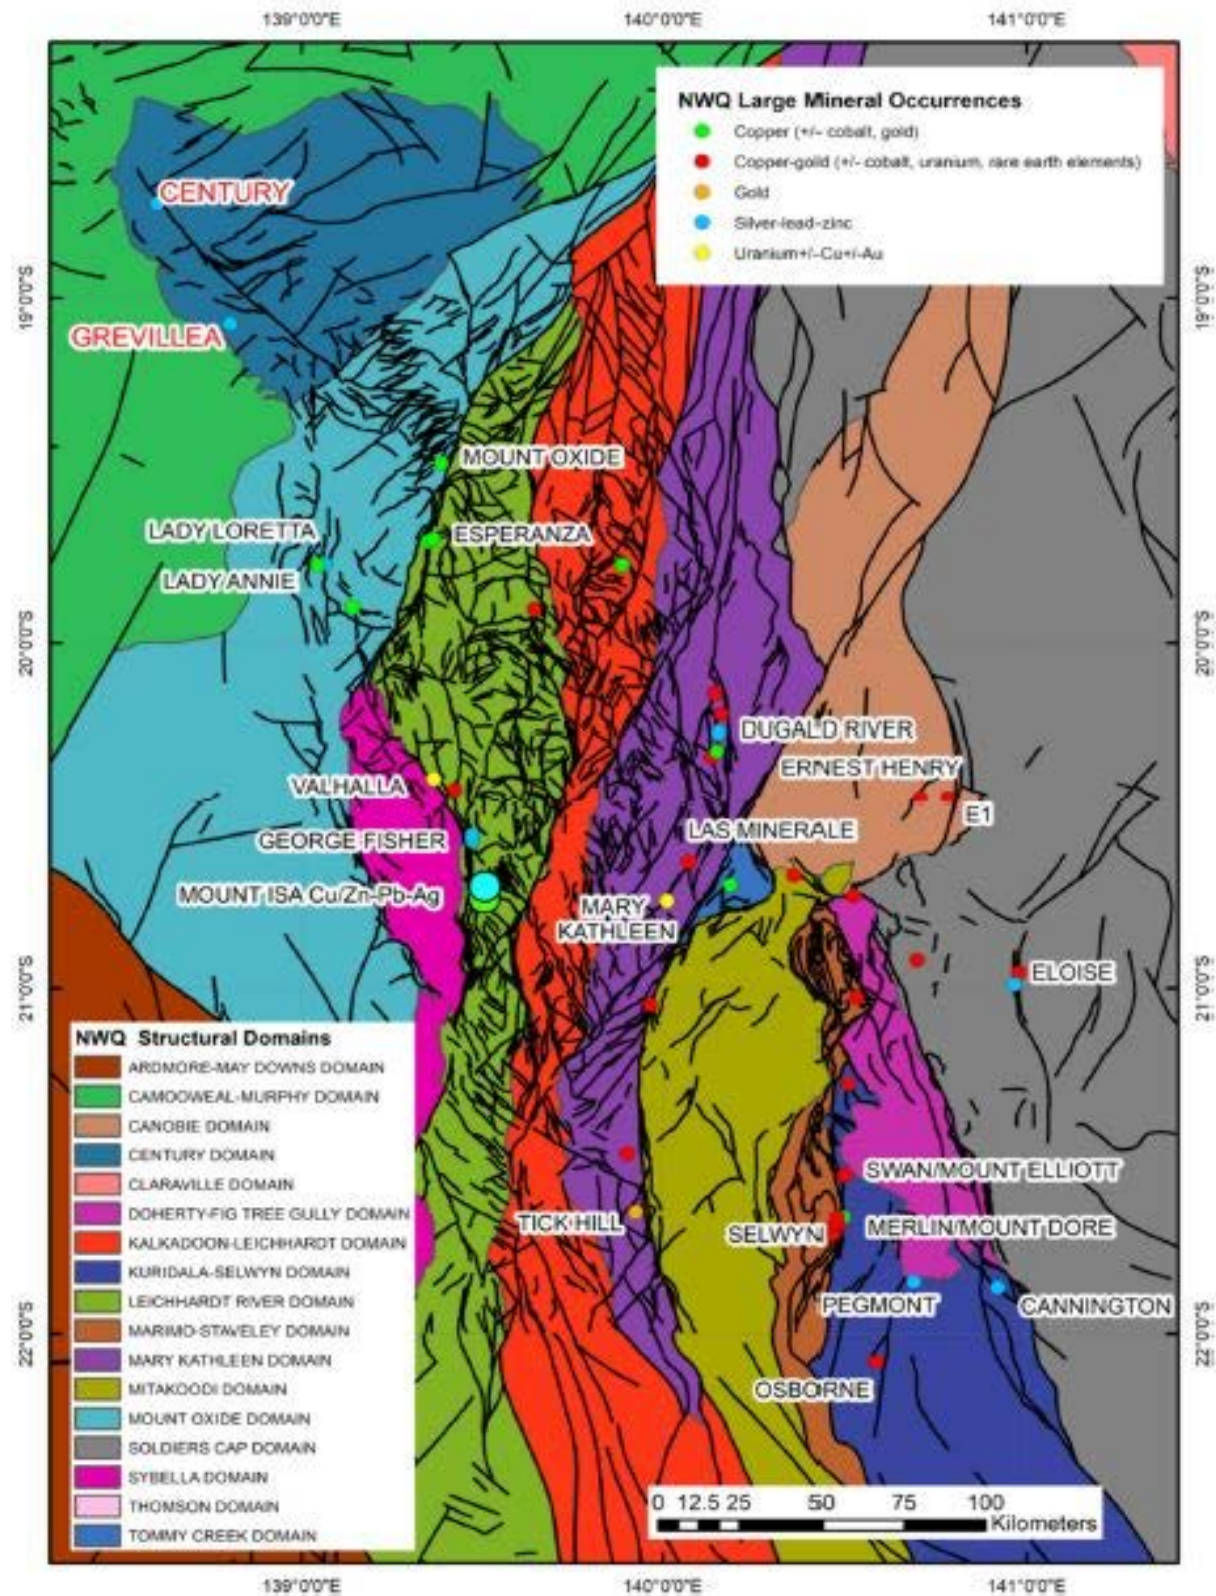 139°0'0"E
140°0'0"E
141°0'0"E
NWQ Large Mineral Occurrences
Copper (+/- cobalt, gold)
Copper-gold (+/- cobalt, uranium, rare earth elements)
Gold
Silver-lead-zinc
Uranium+/-Cu+/-Au
CENTURY
19°0'0"S
19°0'0"S
GREVILLEA
MOUNT OXIDE
LADY LORETTA
ESPERANZA
LADY ANNIE
20°0'0"S
20°0'0"S
DUGALD RIVER
ERNEST HENRY
VALHALLA
E1
LAS MINERALE
GEORGE FISHER
MOUNT ISA Cu/Zn-Pb-Ag
MARY
KATHLEEN
ELOISE
21°0'0"S
21°0'0"S
NWQ Structural Domains
ARDMORE-MAY DOWNS DOMAIN
CAMOOWEAL-MURPHY DOMAIN
CANOBIE DOMAIN
CENTURY DOMAIN
CLARAVILLE DOMAIN
DOHERTY-FIG TREE GULLY DOMAIN
KALKADOON-LEICHHARDT DOMAIN
KURIDALA-SELWYN DOMAIN
LEICHHARDT RIVER DOMAIN
MARIMO-STAVELEY DOMAIN
MARY KATHLEEN DOMAIN
MITAKOODI DOMAIN
MOUNT OXIDE DOMAIN
SOLDIERS CAP DOMAIN
SYBELLA DOMAIN
THOMSON DOMAIN
TOMMY CREEK DOMAIN
SWAN/MOUNT ELLIOTT
TICK HILL
SELWYN
MERLIN/MOUNT DORE
PEGMONT
CANNINGTON
22°0'0"S
22°0'0"S
OSBORNE
0 12.5 25 50 75 100
Kilometers
139°0'0"E
140°0'0"E
141°0'0"E